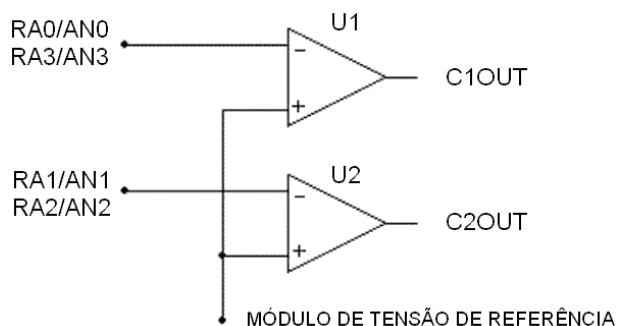 U1
RA0/AN0
RA3/AN3
−
+
C1OUT
U2
RA1/AN1
RA2/AN2
−
+
C2OUT
MÓDULO DE TENSÃO DE REFERÊNCIA